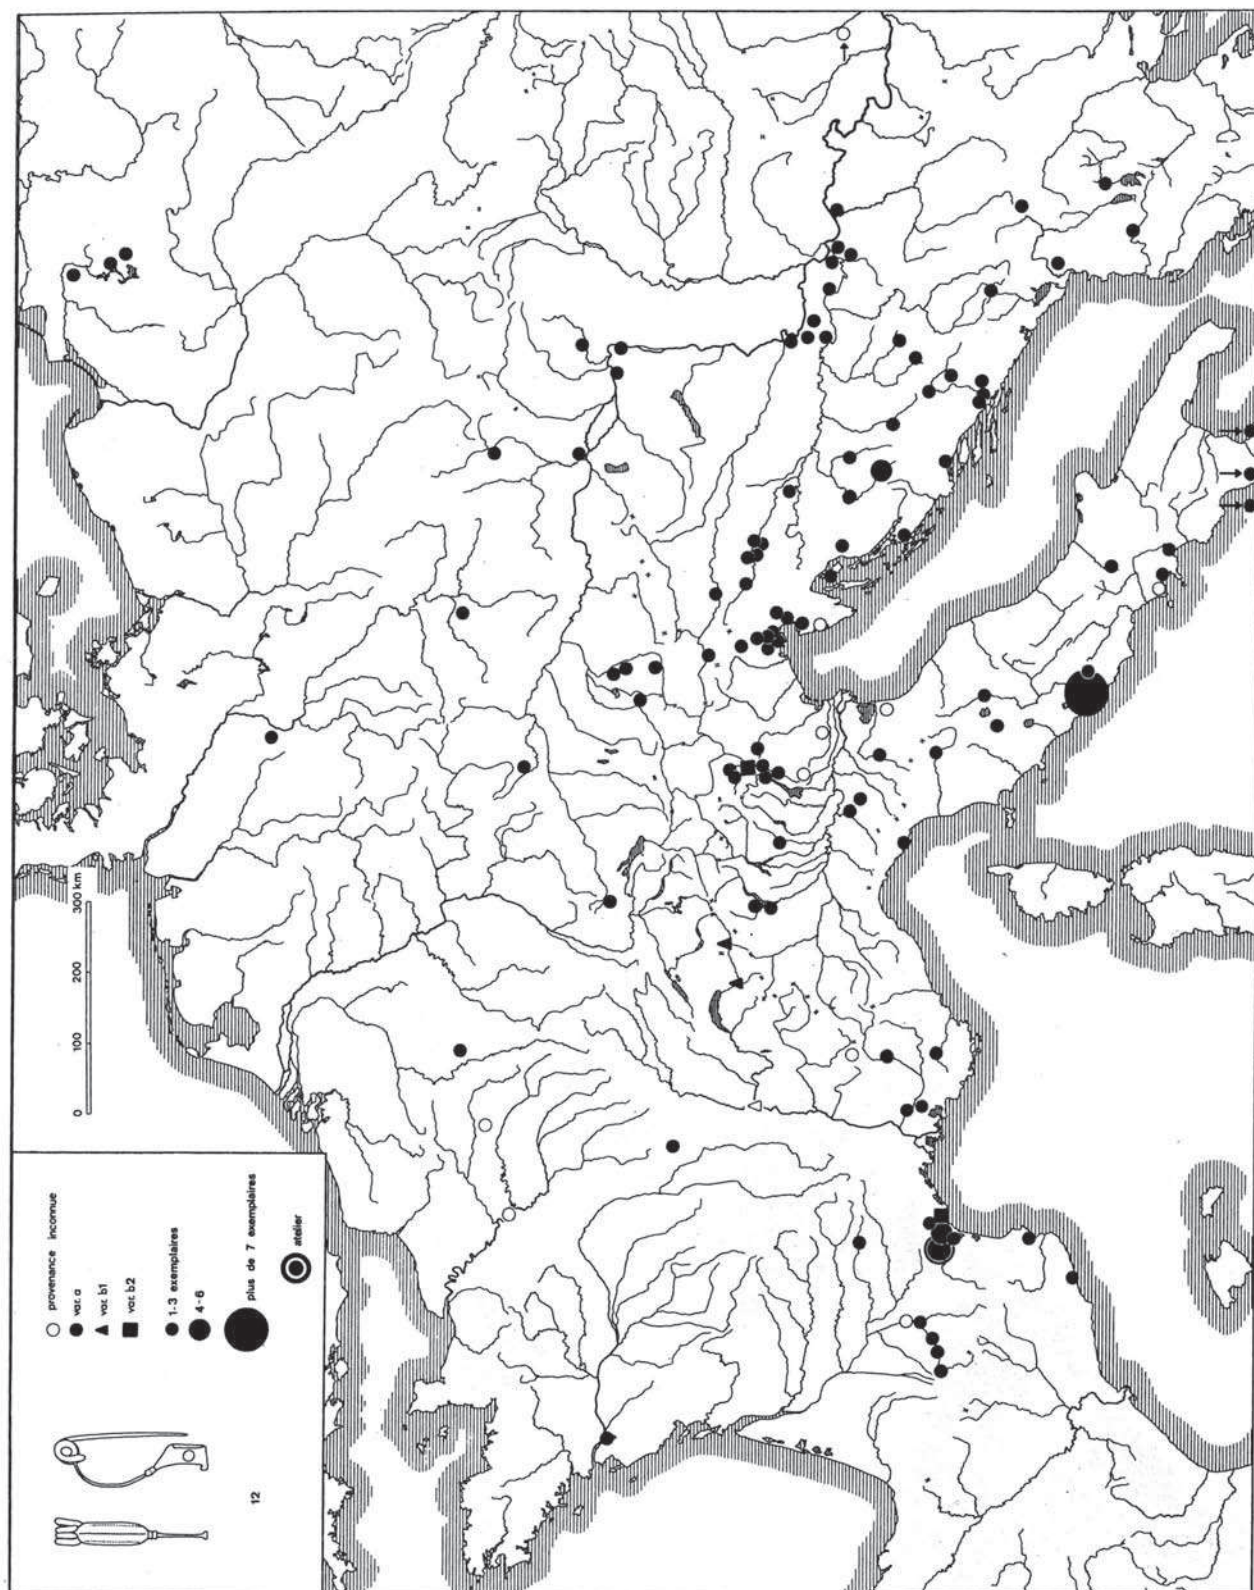 provenance inconnue
var. a
var. b1
var. b2
1-3 exemplaires
4-6
plus de 7 exemplaires
atelier
12
0 100 200 300 km